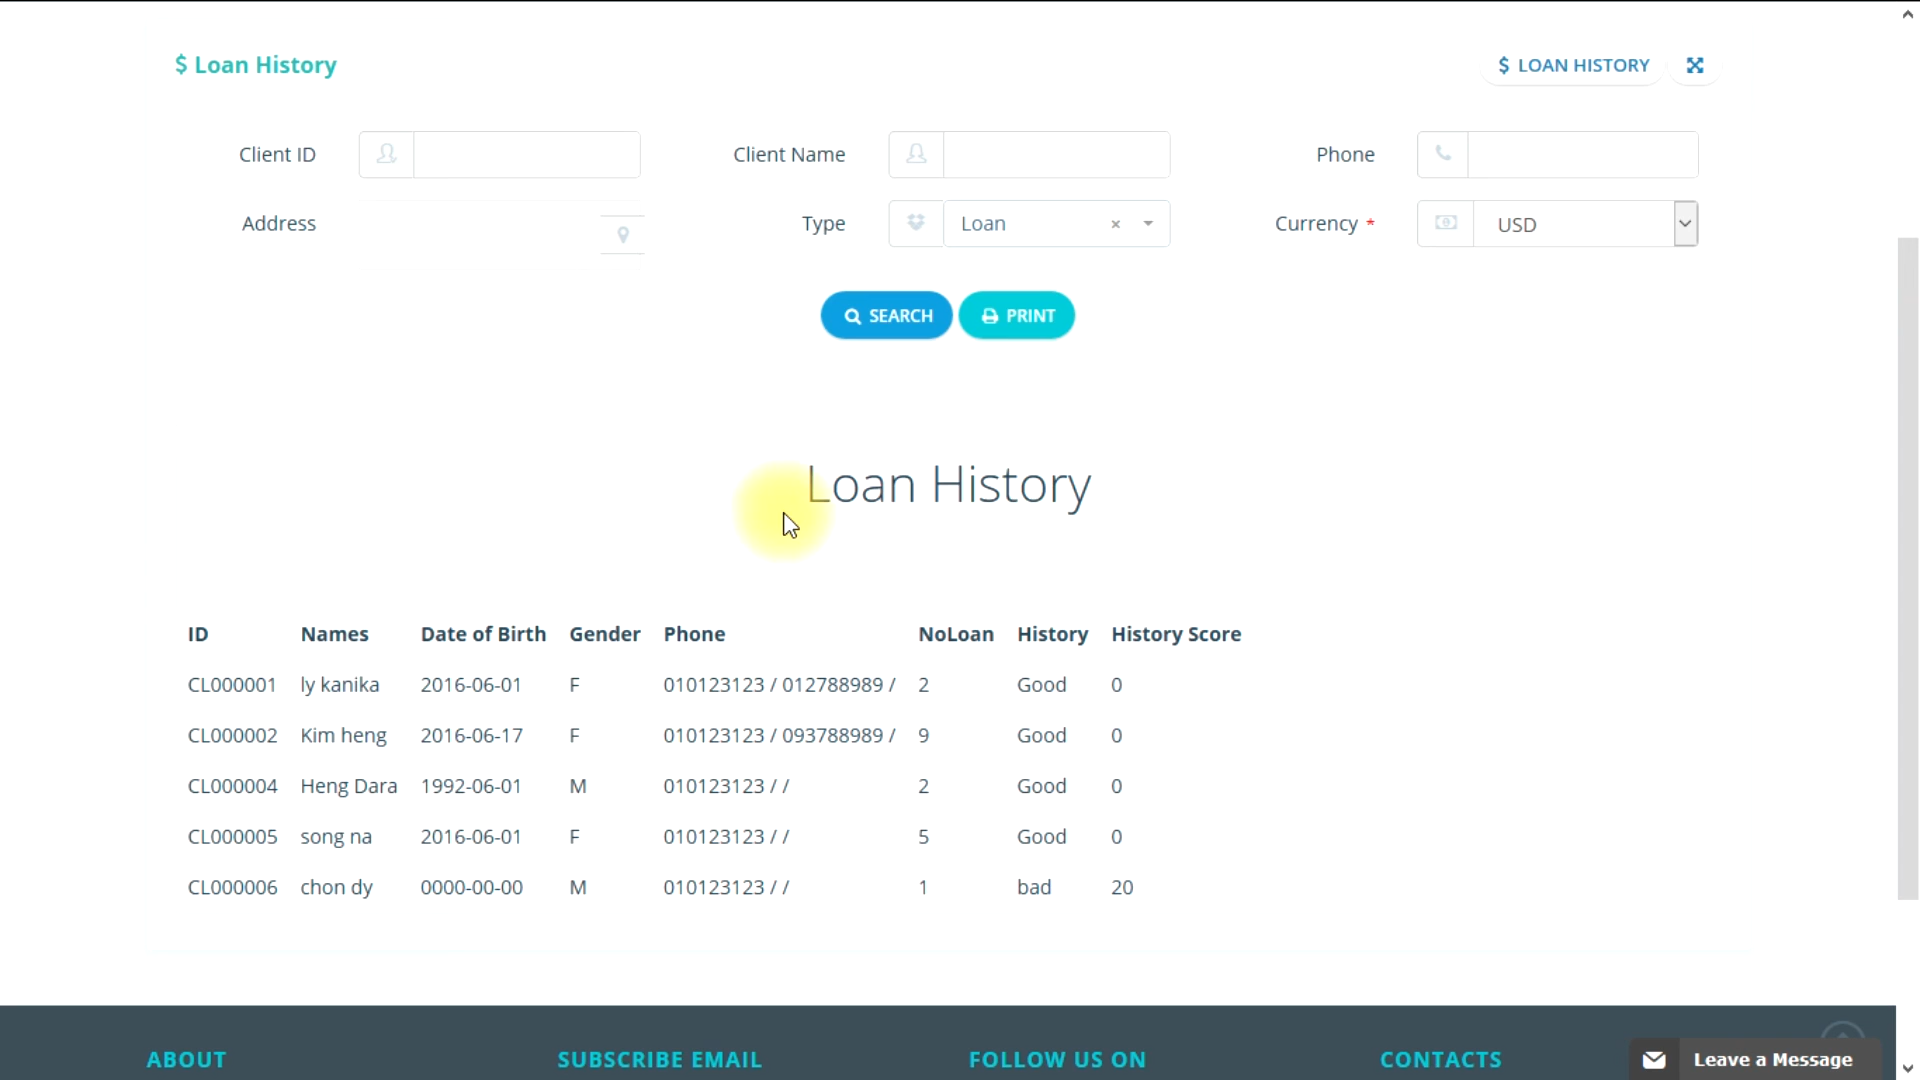 $ Loan History
$ LOAN HISTORY
Client ID
Client Name
Phone
Address
Type
Loan × 
Currency *
USD
SEARCH
PRINT
Loan History
ID Names Date of Birth Gender Phone NoLoan History History Score
CL000001 ly kanika 2016-06-01 F 010123123 / 012788989 / 2 Good 0
CL000002 Kim heng 2016-06-17 F 010123123 / 093788989 / 9 Good 0
CL000004 Heng Dara 1992-06-01 M 010123123 / / 2 Good 0
CL000005 song na 2016-06-01 F 010123123 / / 5 Good 0
CL000006 chon dy 0000-00-00 M 010123123 / / 1 bad 20
ABOUT
SUBSCRIBE EMAIL
FOLLOW US ON
CONTACTS
Leave a Message